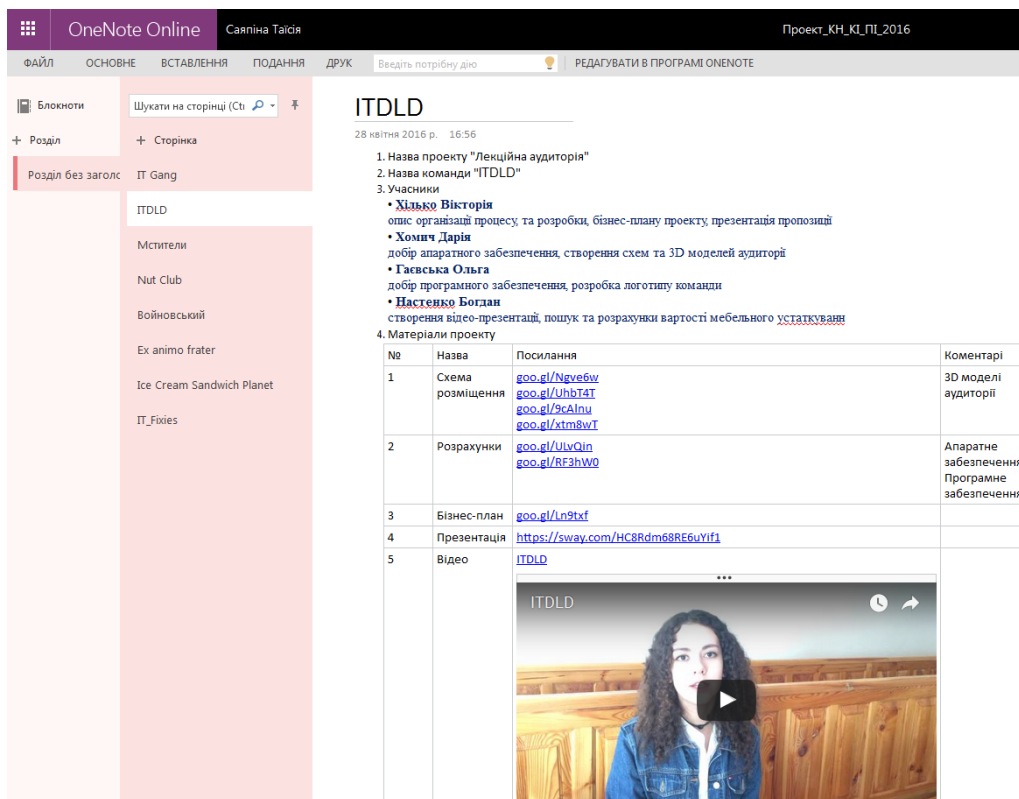 OneNote Online Саяпіна Таїсія Проект_КН_КІ_ПІ_2016
ФАЙЛ ОСНОВНЕ ВСТАВЛЕННЯ ПОДАННЯ ДРУК Введіть потрібну дію РЕДАГУВАТИ В ПРОГРАМІ ONENOTE
Блокноти
+ Розділ
Розділ без заголс
Шукати на сторінці (Ctı
+ Сторінка
IT Gang
ITDLD
Мстители
Nut Club
Войновський
Ex animo frater
Ice Cream Sandwich Planet
IT_Fixies
ITDLD
28 квітня 2016 р. 16:56
1. Назва проекту "Лекційна аудиторія"
2. Назва команди "ITDLD"
3. Учасники
• Хілько Вікторія
опис організації процесу, та розробки, бізнес-плану проекту, презентація пропозиції
• Хомич Дарія
добір апаратного забезпечення, створення схем та 3D моделей аудиторії
• Гаєвська Ольга
добір програмного забезпечення, розробка логотипу команди
• Настенко Богдан
створення відео-презентації, пошук та розрахунки вартості мебельного устаткуванн
4. Матеріали проекту
№ Назва Посилання Коментарі
1 Схема розміщення goo.gl/Ngve6w 3D моделі аудиторії
goo.gl/UhbT4T
goo.gl/9cAlnu
goo.gl/xtm8wT
2 Розрахунки goo.gl/ULvQin Апаратне забезпечення
goo.gl/RF3hW0 Програмне забезпечення
3 Бізнес-план goo.gl/Ln9txf
4 Презентація https://sway.com/HC8Rdm68RE6uYif1
5 Відео ITDLD
ITDLD